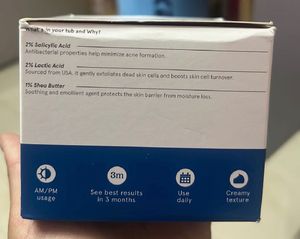 What's in your tub and Why?
2% Salicylic Acid
Antibacterial properties help minimize acne formation.
2% Lactic Acid
Sourced from USA. It gently exfoliates dead skin cells and boosts skin cell turnover.
1% Shea Butter
Soothing and emollient agent protects the skin barrier from moisture loss.
3m
AM/PM
usage
See best results
in 3 months
Use
daily
Creamy
texture